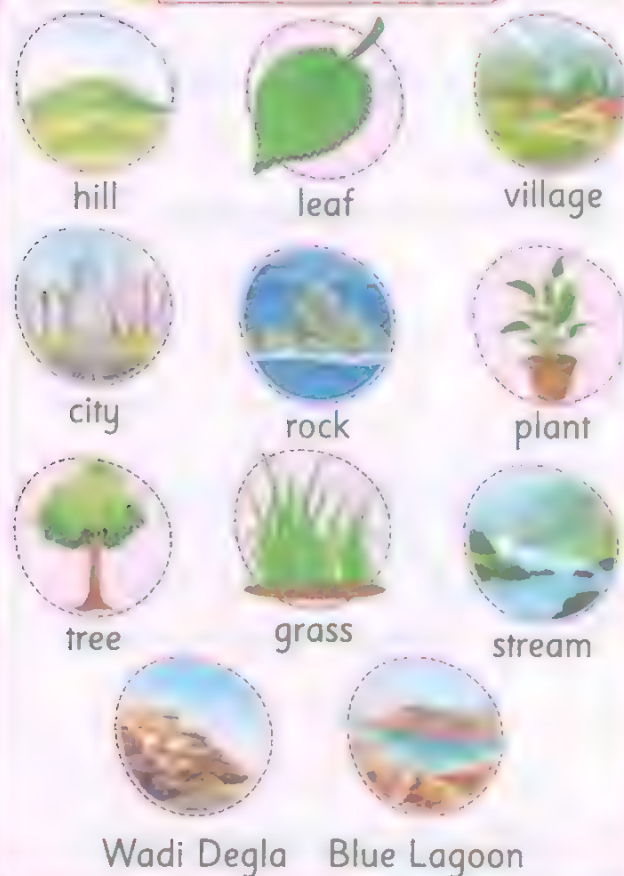 hill leaf village
city rock plant
tree grass stream
Wadi Degla Blue Lagoon